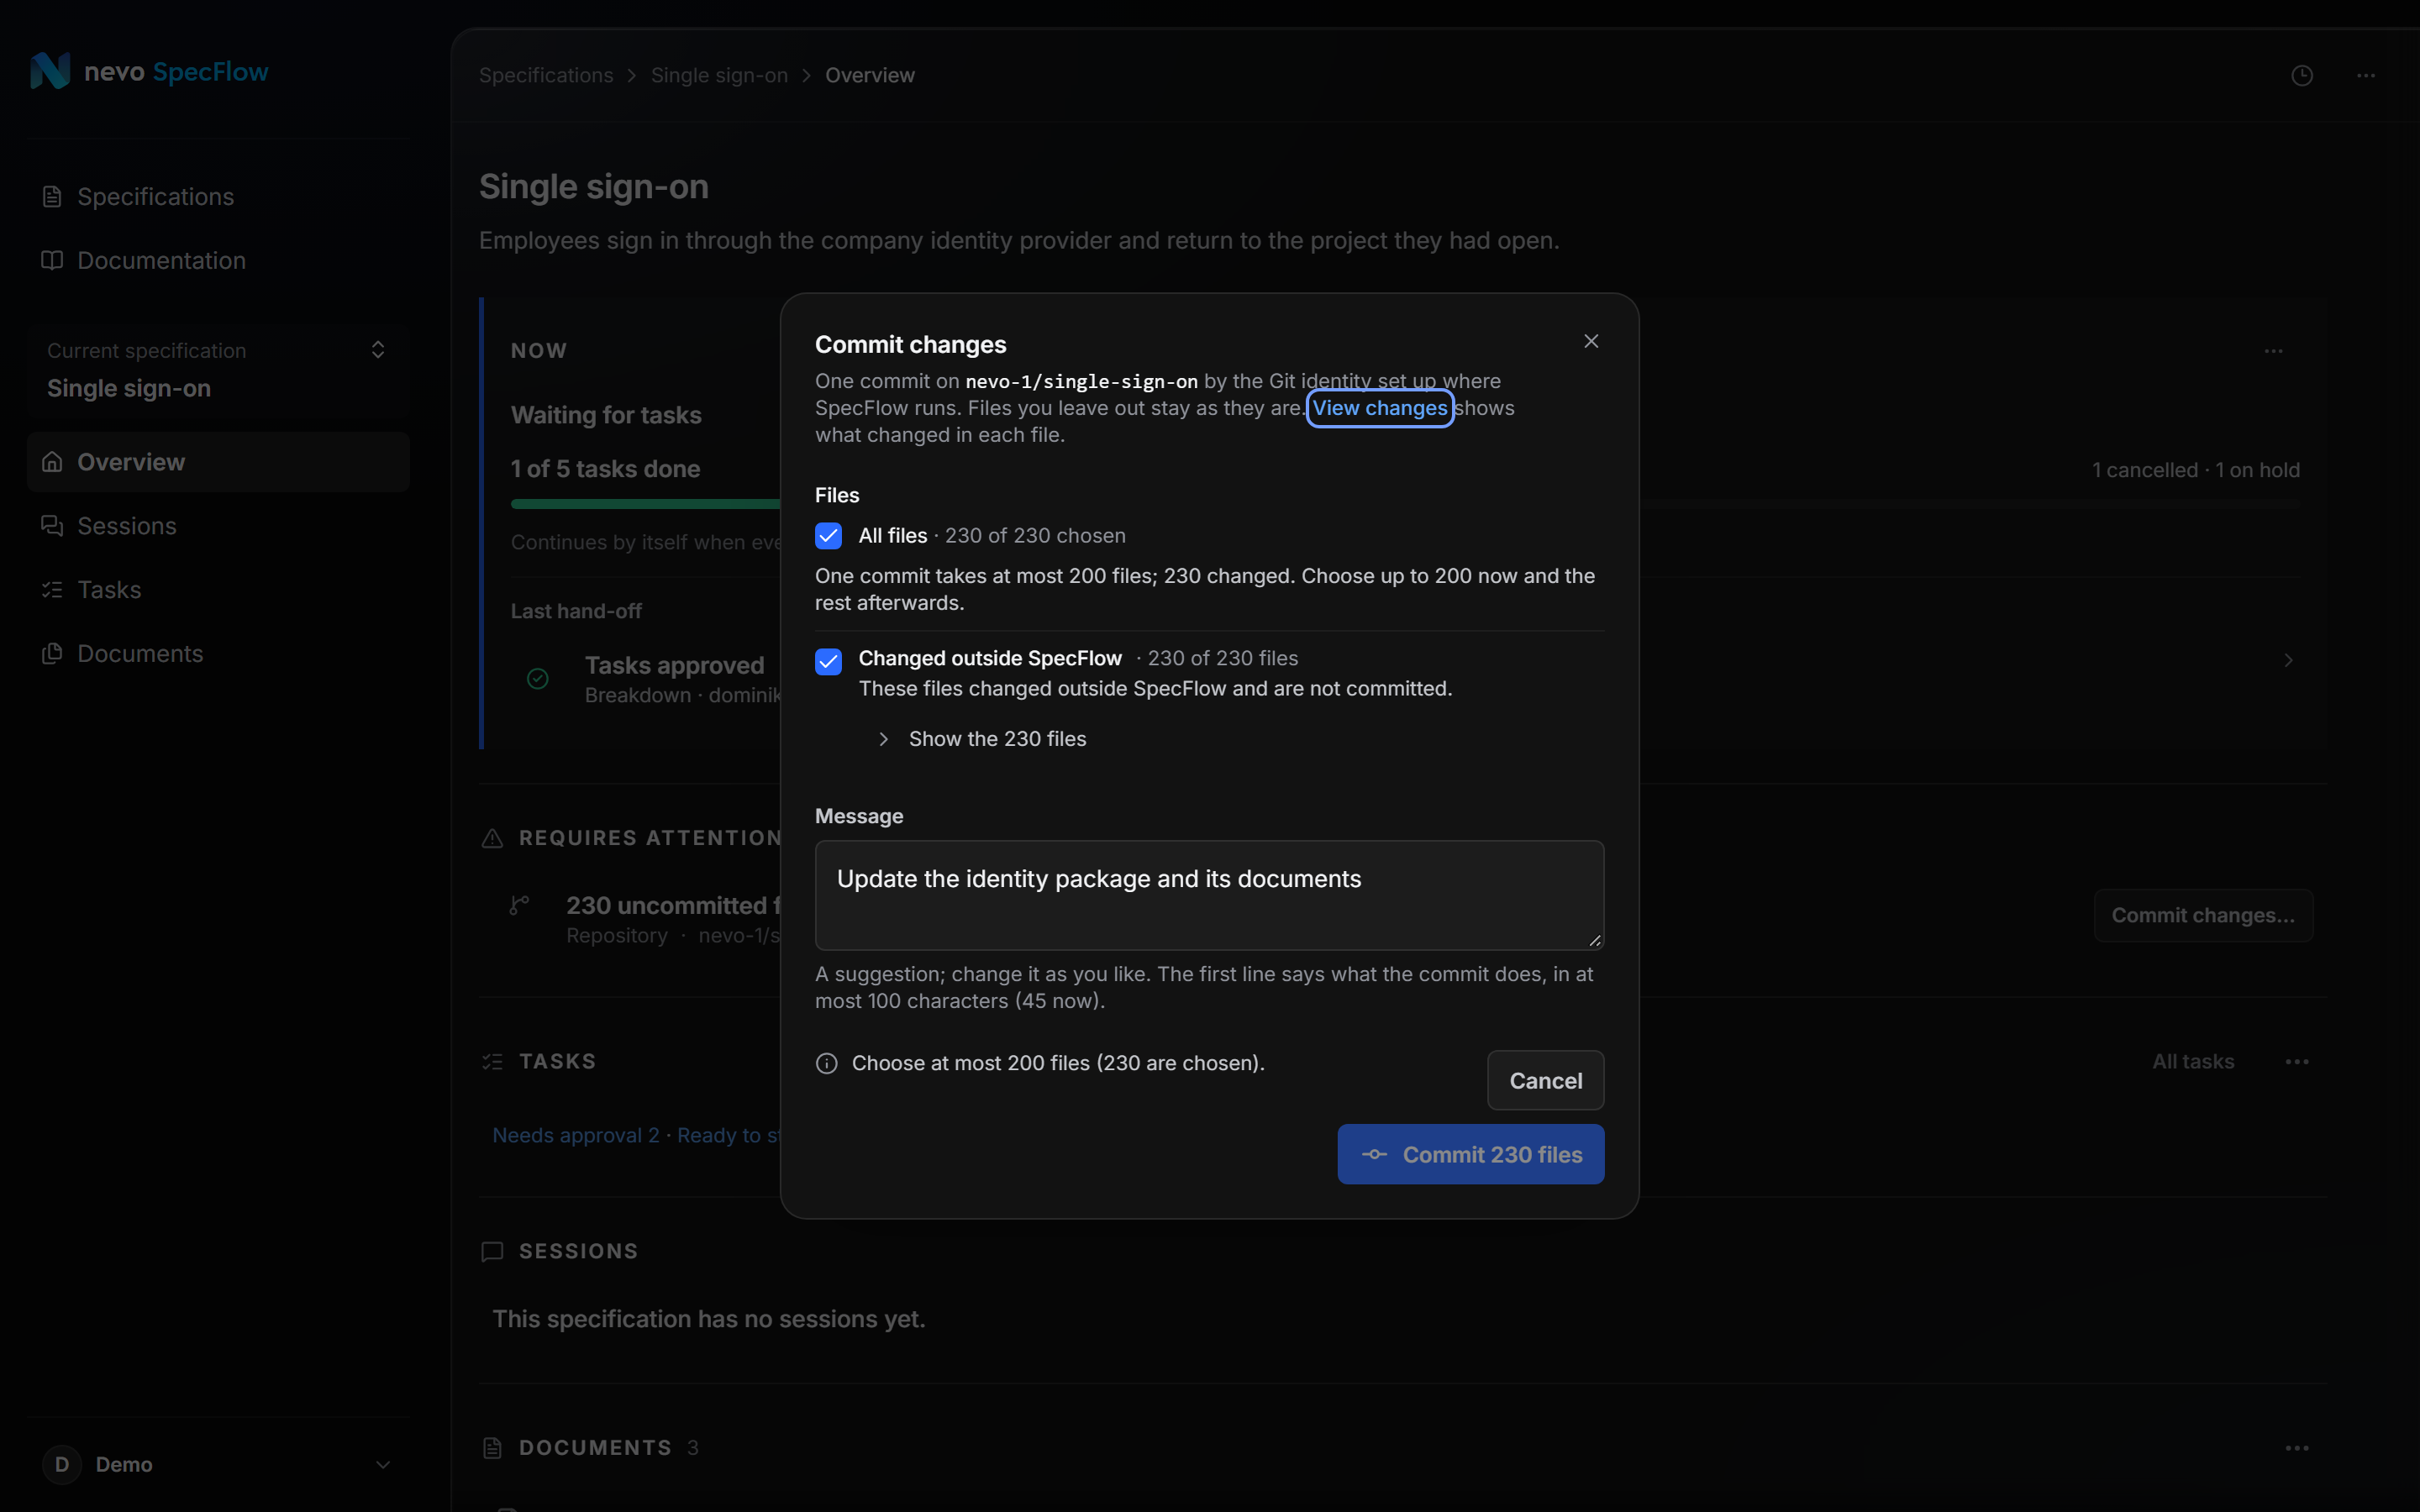 nevo SpecFlow
Specifications
Documentation
Current specification
Single sign-on
Overview
Sessions
Tasks
Documents
D Demo
Specifications > Single sign-on > Overview
Single sign-on
Employees sign in through the company identity provider and return to the project they had open.
NOW
Waiting for tasks
1 of 5 tasks done
1 cancelled · 1 on hold
Continues by itself when
Last hand-off
Tasks approved
Breakdown · dominik
REQUIRES ATTENTION
230 uncommitted
Repository · nevo-1/s
Commit changes...
TASKS
All tasks
Needs approval 2 · Ready to
SESSIONS
This specification has no sessions yet.
DOCUMENTS 3
Commit changes
One commit on nevo-1/single-sign-on by the Git identity set up where
SpecFlow runs. Files you leave out stay as they are. View changes shows
what changed in each file.
Files
All files · 230 of 230 chosen
One commit takes at most 200 files; 230 changed. Choose up to 200 now and the
rest afterwards.
Changed outside SpecFlow · 230 of 230 files
These files changed outside SpecFlow and are not committed.
Show the 230 files
Message
Update the identity package and its documents
A suggestion; change it as you like. The first line says what the commit does, in at
most 100 characters (45 now).
Choose at most 200 files (230 are chosen).
Cancel
Commit 230 files